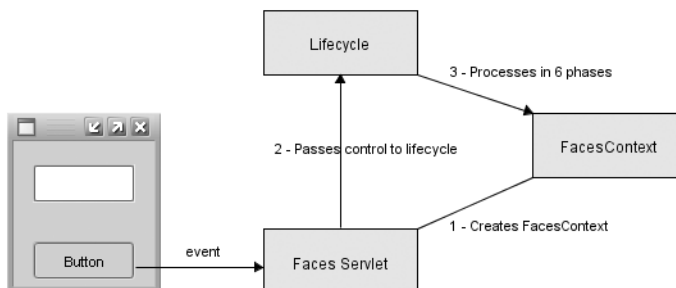 Lifecycle
3 - Processes in 6 phases
2 - Passes control to lifecycle
FacesContext
1 - Creates FacesContext
event
Button
Faces Servlet